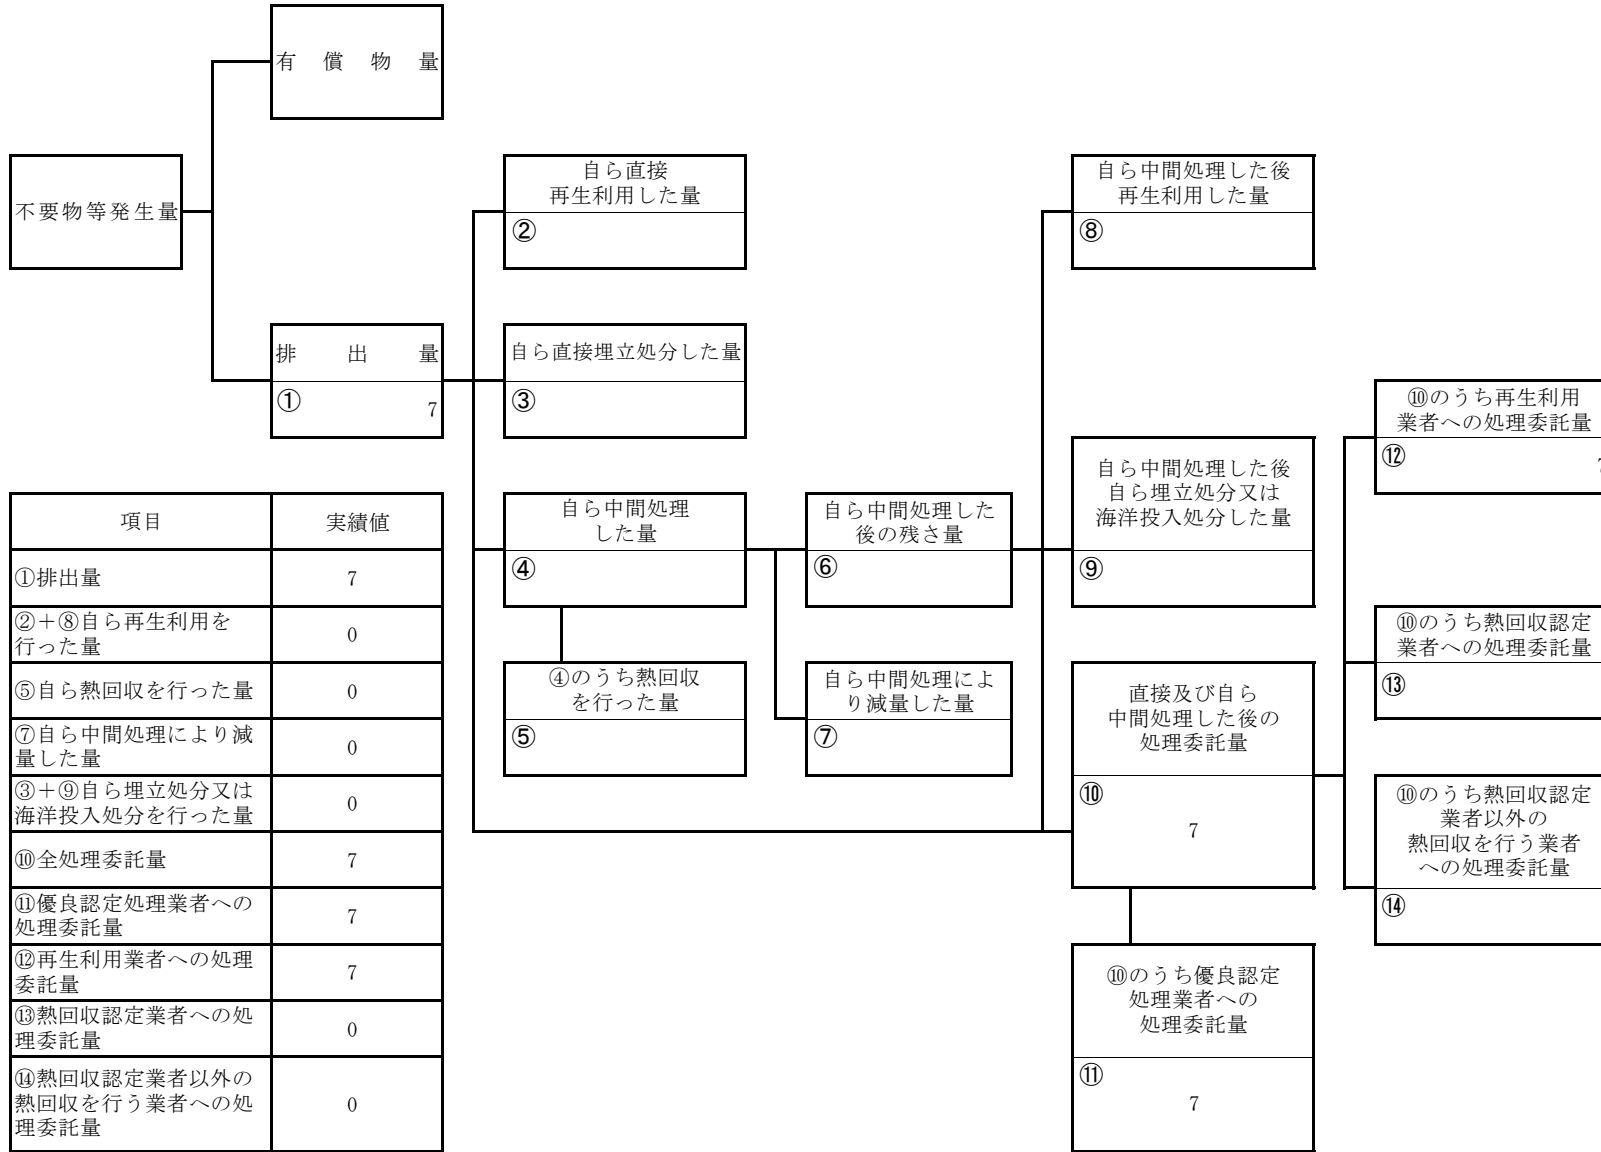 有償物量
不要物等発生量
排出量
① 7
自ら直接
再生利用した量
②
自ら直接埋立処分した量
③
自ら中間処理
した量
④
④のうち熱回収
を行った量
⑤
自ら中間処理した
後の残さ量
⑥
自ら中間処理によ
り減量した量
⑦
自ら中間処理した後
再生利用した量
⑧
自ら中間処理した後
自ら埋立処分又は
海洋投入処分した量
⑨
直接及び自ら
中間処理した後の
処理委託量
⑩
7
⑩のうち優良認定
処理業者への
処理委託量
⑪
7
⑩のうち再生利用
業者への処理委託量
⑫ 7
⑩のうち熱回収認定
業者への処理委託量
⑬
⑩のうち熱回収認定
業者以外の
熱回収を行う業者
への処理委託量
⑭
項目 実績値
①排出量 7
②+⑧自ら再生利用を
行った量 0
⑤自ら熱回収を行った量 0
⑦自ら中間処理により減
量した量 0
③+⑨自ら埋立処分又は
海洋投入処分を行った量 0
⑩全処理委託量 7
⑪優良認定処理業者への
処理委託量 7
⑫再生利用業者への処理
委託量 7
⑬熱回収認定業者への処
理委託量 0
⑭熱回収認定業者以外の
熱回収を行う業者への処
理委託量 0